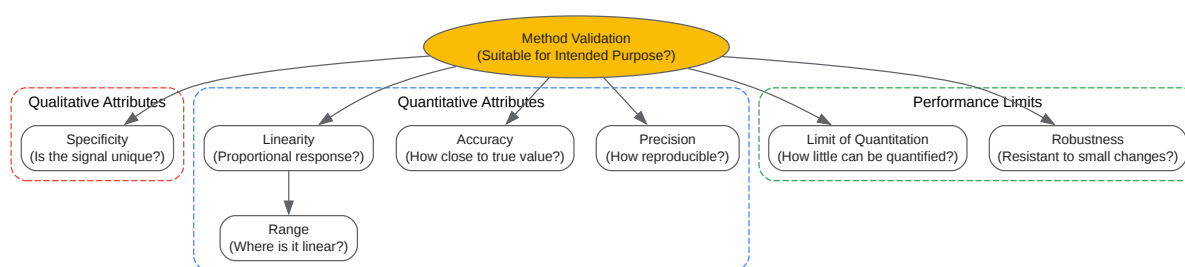 Method Validation
(Suitable for Intended Purpose?)
Qualitative Attributes
Quantitative Attributes
Performance Limits
Specificity
(Is the signal unique?)
Linearity
(Proportional response?)
Accuracy
(How close to true value?)
Precision
(How reproducible?)
Limit of Quantitation
(How little can be quantified?)
Robustness
(Resistant to small changes?)
Range
(Where is it linear?)